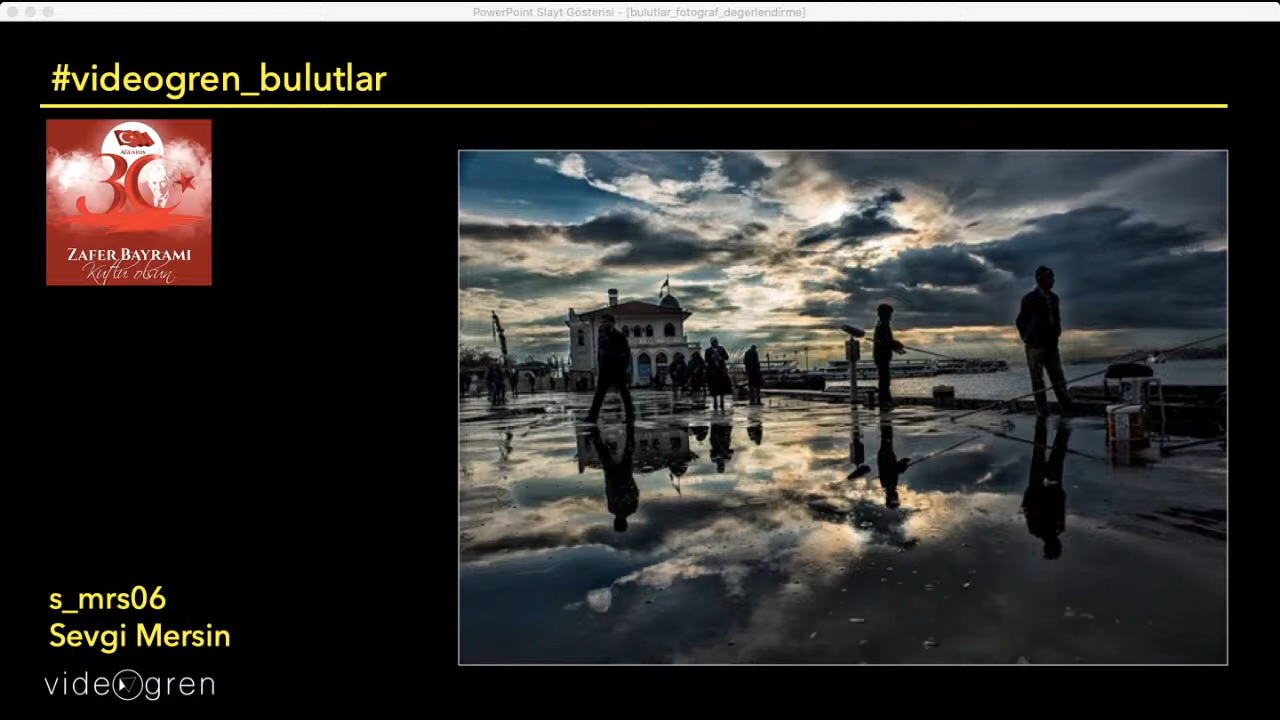 PowerPoint Slayt Gösterisi - [bulutlar_fotograf_degerlendirme]
#videogren_bulutlar
AĞUSTOS
30
ZAFER BAYRAMI
Kutlu olsun
s_mrs06
Sevgi Mersin
videogren